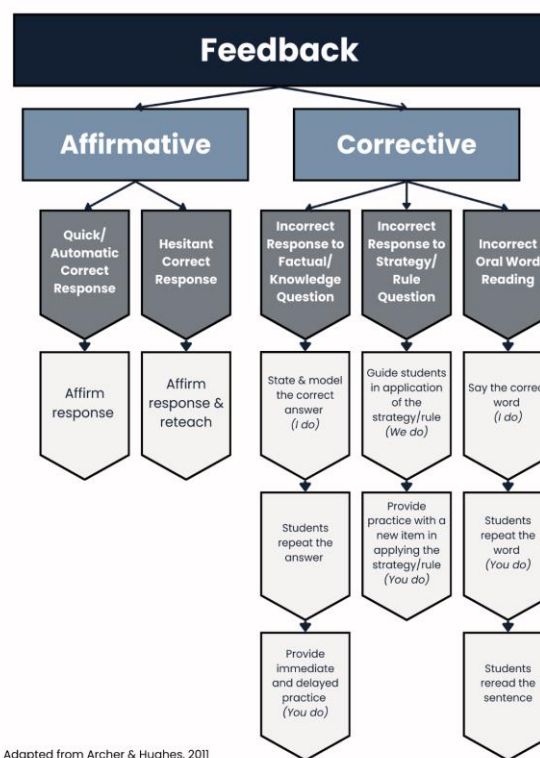 Feedback
Affirmative
Corrective
Quick/
Automatic
Correct
Response
Hesitant
Correct
Response
Incorrect
Response to
Factual/
Knowledge
Question
Incorrect
Response to
Strategy/
Rule
Question
Incorrect
Oral Word
Reading
Affirm
response
Affirm
response &
reteach
State & model
the correct
answer
(I do)
Guide students
in application
of the
strategy/rule
(We do)
Say the correct
word
(I do)
Students
repeat the
answer
Provide
practice with a
new item in
applying the
strategy/rule
(You do)
Students
repeat the
word
(You do)
Provide
immediate
and delayed
practice
(You do)
Students
reread the
sentence
Adapted from Archer & Hughes, 2011